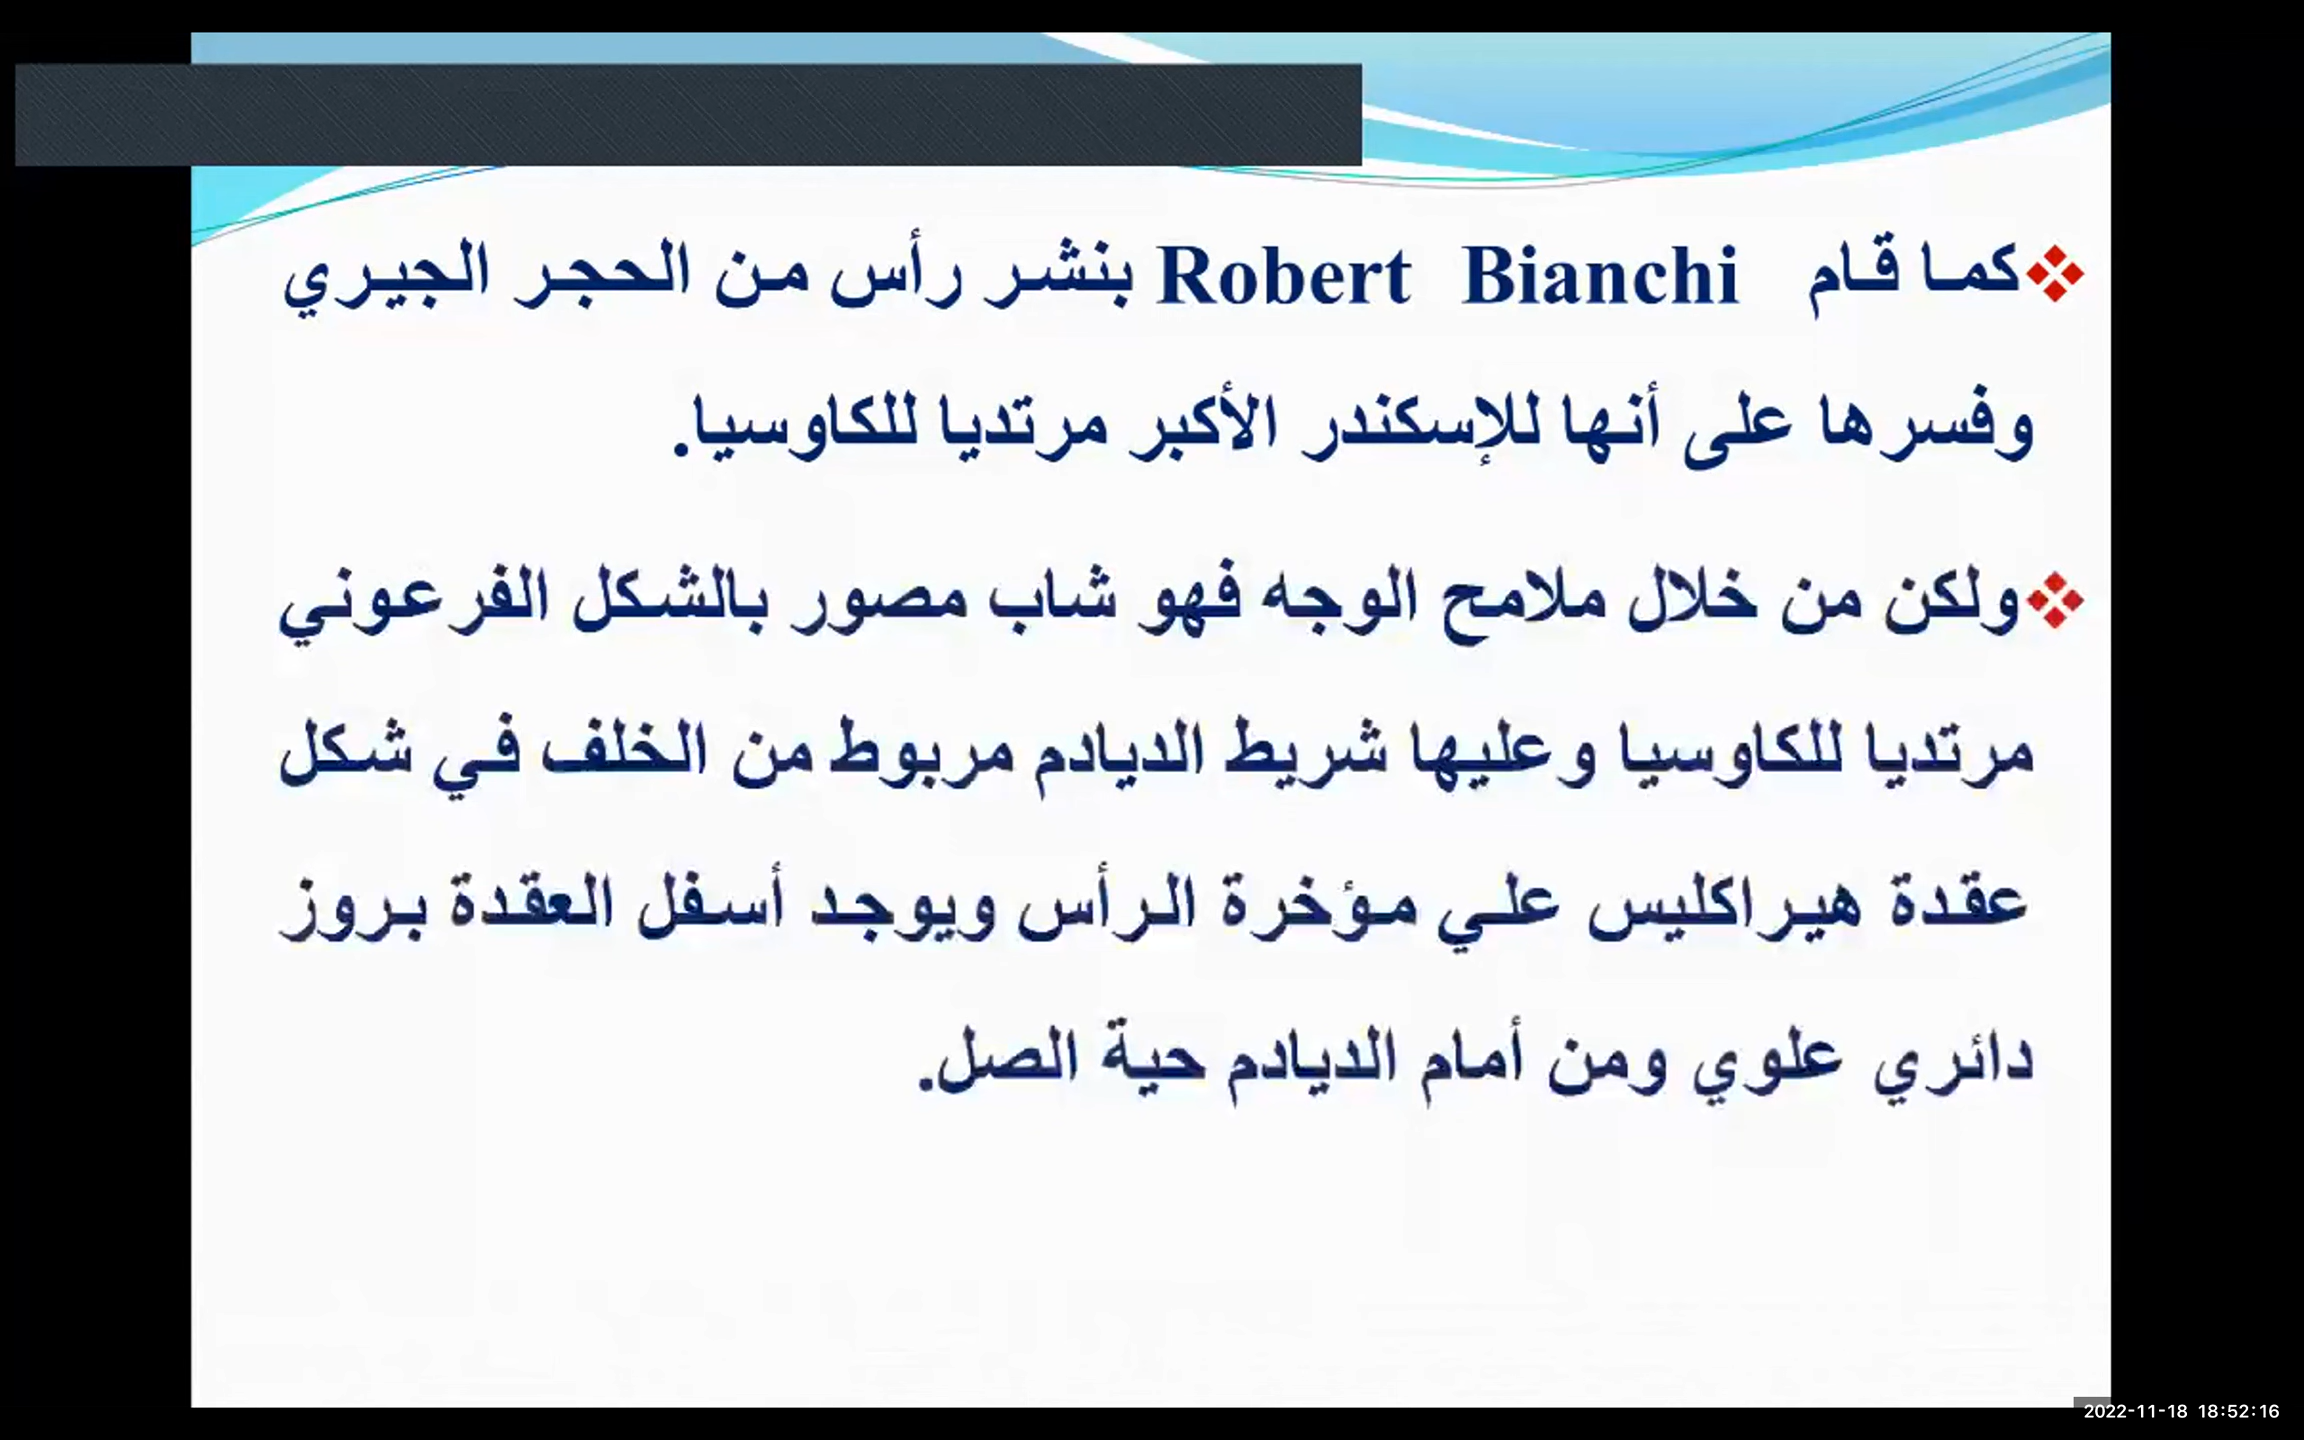 ❖كما قام Robert Bianchi بنشر رأس من الحجر الجيري
وفسرها على أنها للإسكندر الأكبر مرتديا للكاوسيا.
❖ولكن من خلال ملامح الوجه فهو شاب مصور بالشكل الفرعوني
مرتديا للكاوسيا وعليها شريط الديادم مربوط من الخلف في شكل
عقدة هيراكليس علي مؤخرة الرأس ويوجد أسفل العقدة بروز
دائري علوي ومن أمام الديادم حية الصل.
2022-11-18 18:52:16